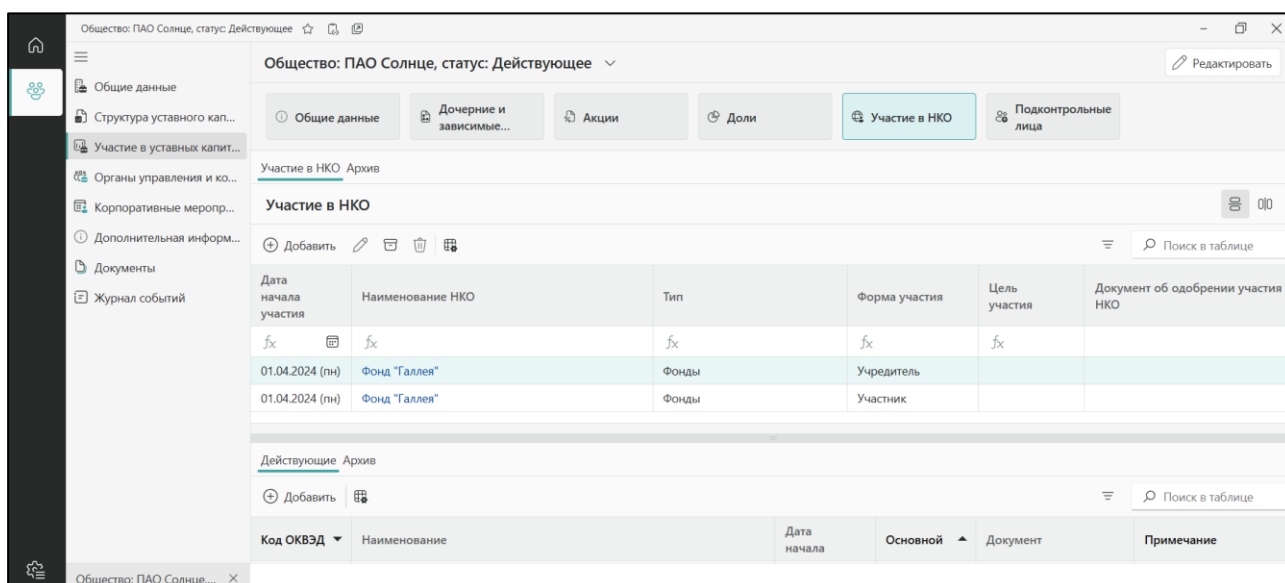 Общество: ПАО Солнце, статус: Действующее
Общество: ПАО Солнце, статус: Действующее
Редактировать
Общие данные
Структура уставного кап...
Участие в уставных капит...
Органы управления и ко...
Корпоративные меропр...
Дополнительная информ...
Документы
Журнал событий
Общие данные
Дочерние и
зависимые...
Акции
Доли
Участие в НКО
Подконтрольные
лица
Участие в НКО Архив
Участие в НКО
Добавить
Поиск в таблице
Дата
начала
участия
Наименование НКО
Тип
Форма участия
Цель
участия
Документ об одобрении участия
НКО
fx fx fx fx fx
01.04.2024 (пн) Фонд "Галлея" Фонды Учредитель
01.04.2024 (пн) Фонд "Галлея" Фонды Участник
Действующие Архив
Добавить
Поиск в таблице
Код ОКВЭД
Наименование
Дата
начала
Основной
Документ
Примечание
Общество: ПАО Солнце,...